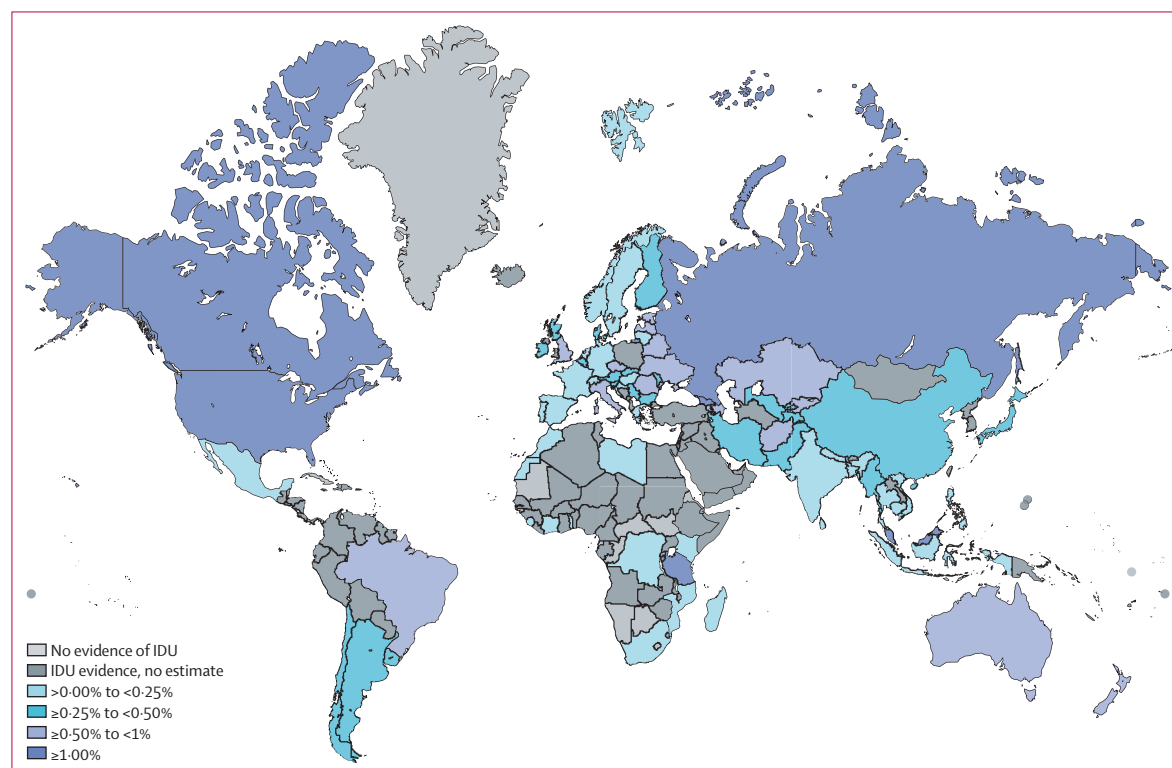 No evidence of IDU
IDU evidence, no estimate
>0·00% to <0·25%
≥0·25% to <0·50%
≥0·50% to <1%
≥1·00%